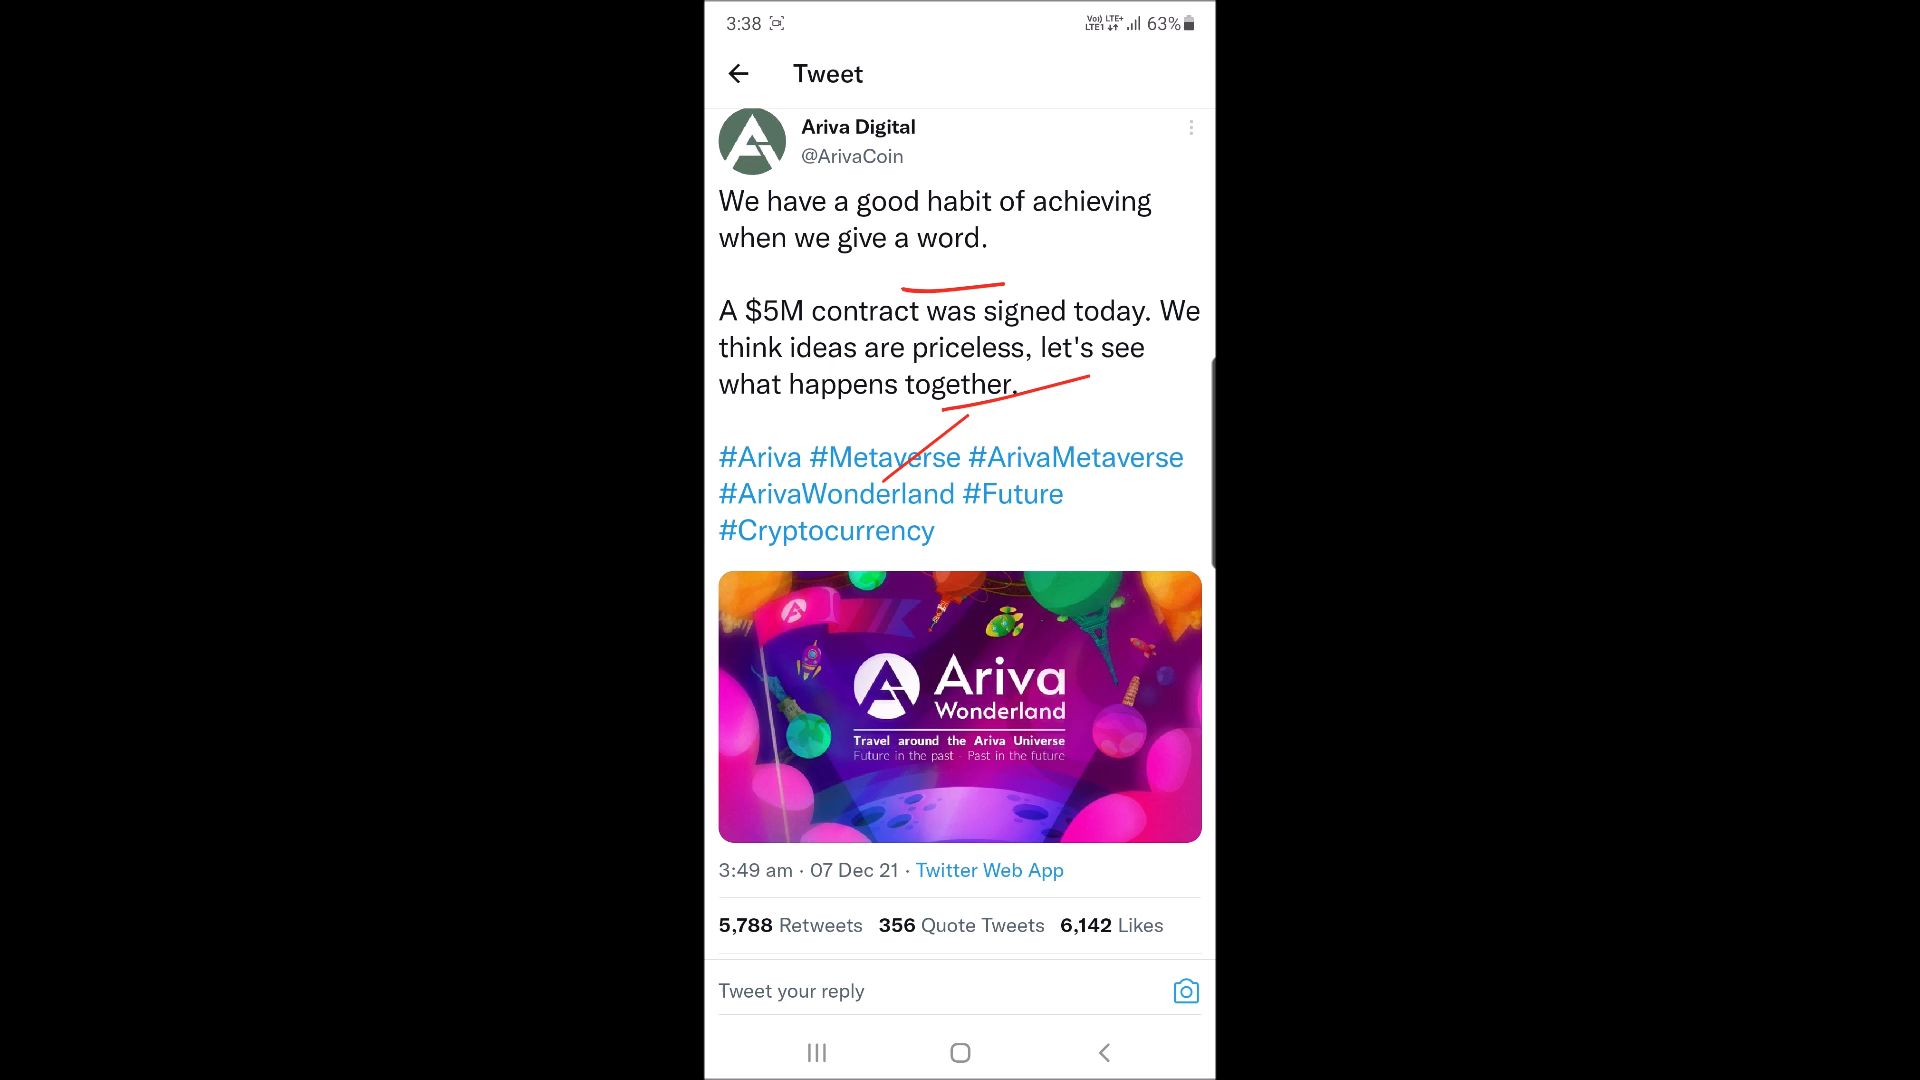 3:38 Vo) LTE+ LTE1 63%
Tweet
Ariva Digital
@ArivaCoin
We have a good habit of achieving
when we give a word.
A $5M contract was signed today. We
think ideas are priceless, let's see
what happens together.
#Ariva #Metaverse #ArivaMetaverse
#ArivaWonderland #Future
#Cryptocurrency
Ariva
Wonderland
Travel around the Ariva Universe
Future in the past - Past in the future
3:49 am · 07 Dec 21 · Twitter Web App
5,788 Retweets 356 Quote Tweets 6,142 Likes
Tweet your reply